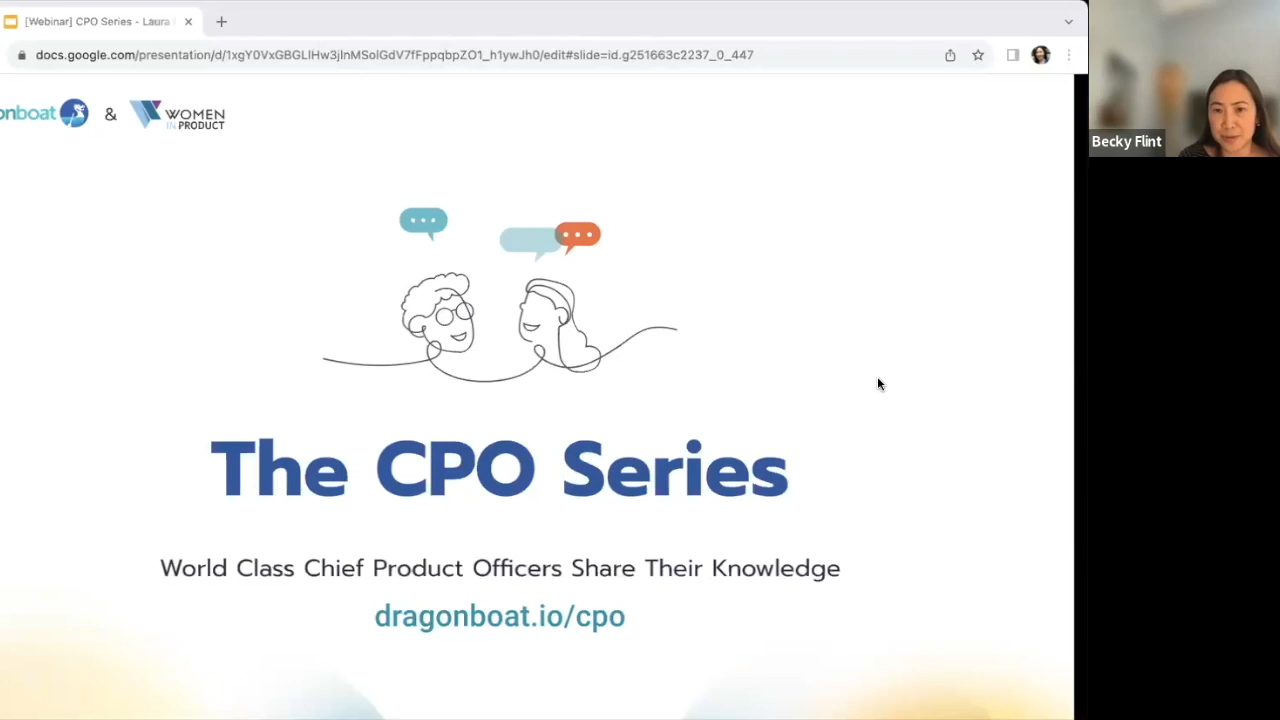 [Webinar] CPO Series - Laura
docs.google.com/presentation/d/1xgY0VxGBGLIHw3jlnMSolGdV7fFppqbpZO1_h1ywJh0/edit#slide=id.g251663c2237_0_447
onboat & WOMEN
IN PRODUCT
Becky Flint
The CPO Series
World Class Chief Product Officers Share Their Knowledge
dragonboat.io/cpo